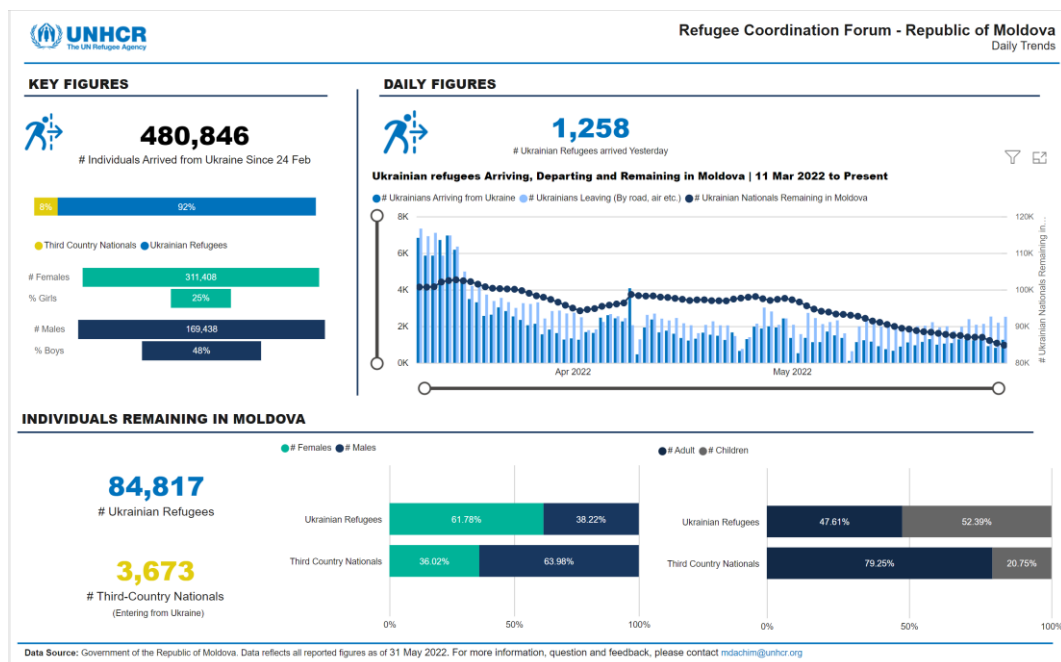 UNHCR
The UN Refugee Agency
Refugee Coordination Forum - Republic of Moldova
Daily Trends
KEY FIGURES
480,846
# Individuals Arrived from Ukraine Since 24 Feb
8% 92%
Third Country Nationals Ukrainian Refugees
# Females 311,408
% Girls 25%
# Males 169,438
% Boys 48%
DAILY FIGURES
1,258
# Ukrainian Refugees arrived Yesterday
Ukrainian refugees Arriving, Departing and Remaining in Moldova | 11 Mar 2022 to Present
# Ukrainians Arriving from Ukraine # Ukrainians Leaving (By road, air etc.) # Ukrainian Nationals Remaining in Moldova
8K 120K
6K 110K
4K 100K
2K 90K
0K 80K
# Ukrainian Nationals Remaining in...
Apr 2022 May 2022
INDIVIDUALS REMAINING IN MOLDOVA
84,817
# Ukrainian Refugees
3,673
# Third-Country Nationals
(Entering from Ukraine)
# Females # Males
Ukrainian Refugees 61.78% 38.22%
Third Country Nationals 36.02% 63.98%
0% 50% 100%
# Adult # Children
Ukrainian Refugees 47.61% 52.39%
Third Country Nationals 79.25% 20.75%
0% 50% 100%
Data Source: Government of the Republic of Moldova. Data reflects all reported figures as of 31 May 2022. For more information, question and feedback, please contact mdachim@unhcr.org